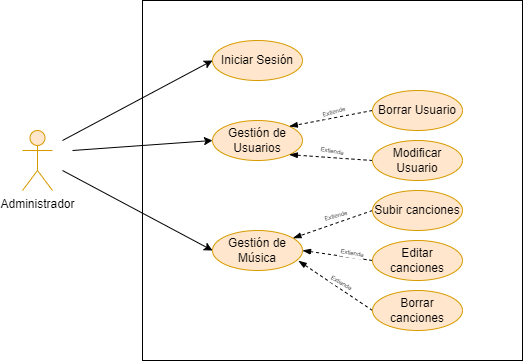 Iniciar Sesión
Borrar Usuario
Extiende
Gestión de
Usuarios
Extiende
Modificar
Usuario
Administrador
Subir canciones
Extiende
Gestión de
Música
Extiende
Editar
canciones
Extiende
Borrar
canciones